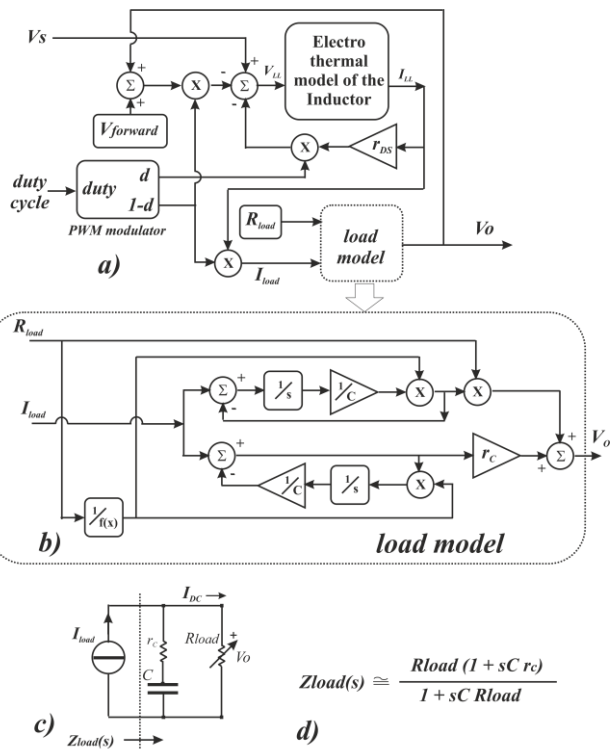 Vs
Electro
thermal
model of the
Inductor
+
+
Σ
X
-
+
Σ
-
V_LL
I_LL
Vforward
r_DS
X
duty
cycle
duty
d
1-d
PWM modulator
R_load
load
model
Vo
a)
X
I_load
R_load
I_load
Σ
+
-
1/s
1/C
X
X
Σ
+
-
1/C
1/s
X
r_C
+
+
Σ
V_o
1/f(x)
b)
load model
I_DC
I_load
r_C
C
Rload
+
Vo
c)
Zload(s)
d)
Zload(s) ≅ Rload (1 + sC rc) / 1 + sC Rload